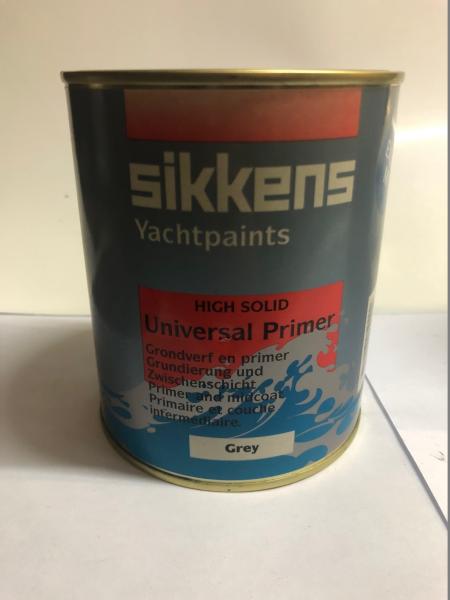 sikkens
Yachtpaints
HIGH SOLID
Universal Primer
Grondverf en primer
Grundierung und
Zwischenschicht
Primer and midcoat
Primaire et couche
intermédiaire.
Grey